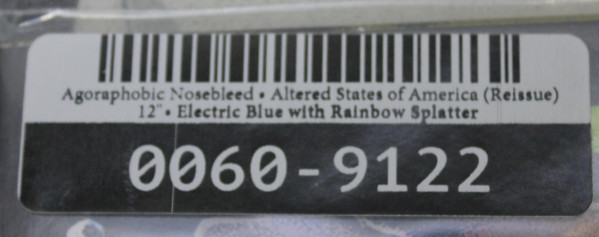 Agoraphobic Nosebleed • Altered States of America (Reissue)
12" • Electric Blue with Rainbow Splatter
0060-9122